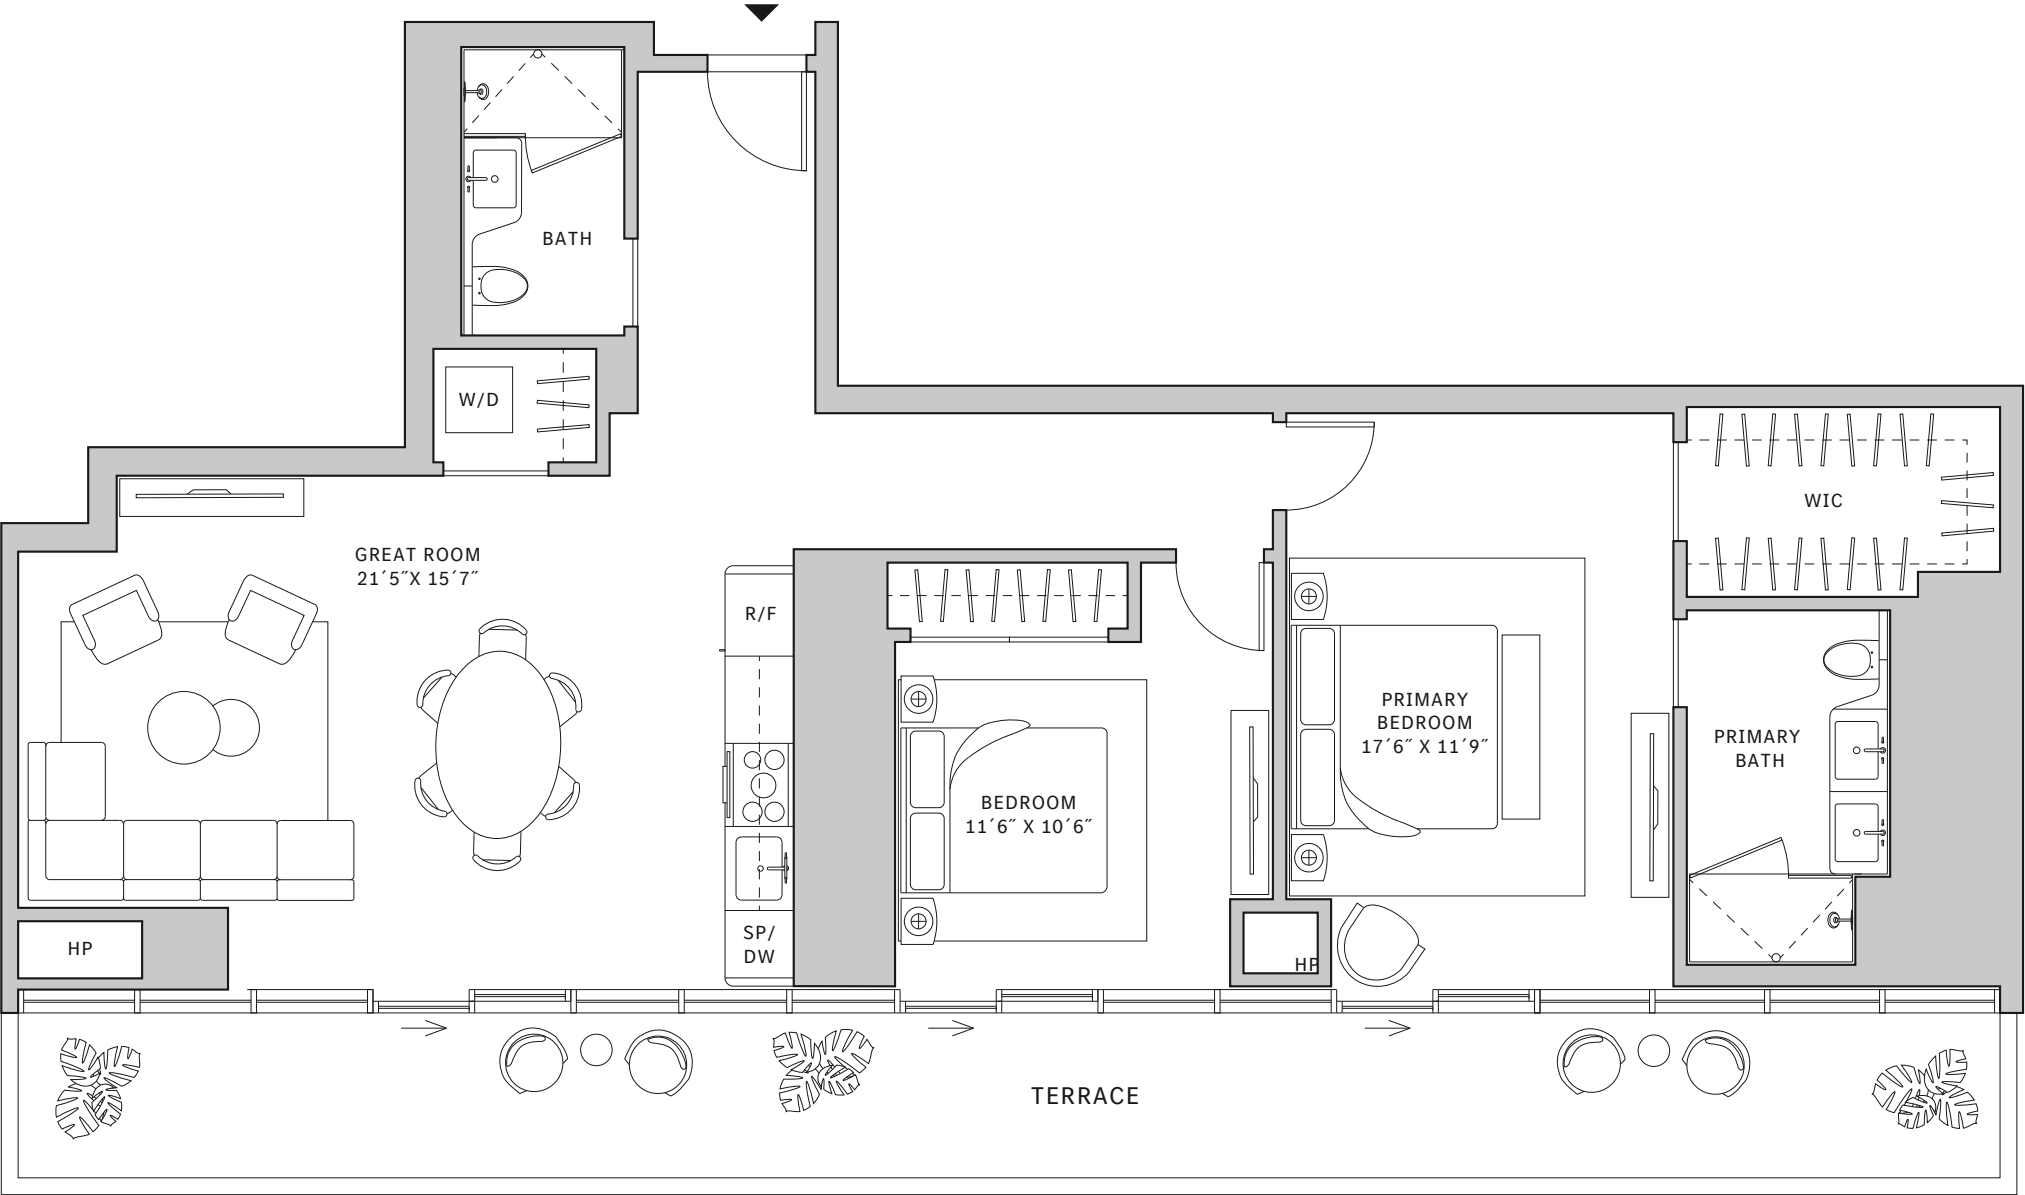 BATH
W/D
WIC
GREAT ROOM
21´5˝X 15´7˝
R/F
PRIMARY
BEDROOM
17´6˝ X 11´9˝
PRIMARY
BATH
BEDROOM
11´6˝ X 10´6˝
HP
SP/
DW
HP
TERRACE